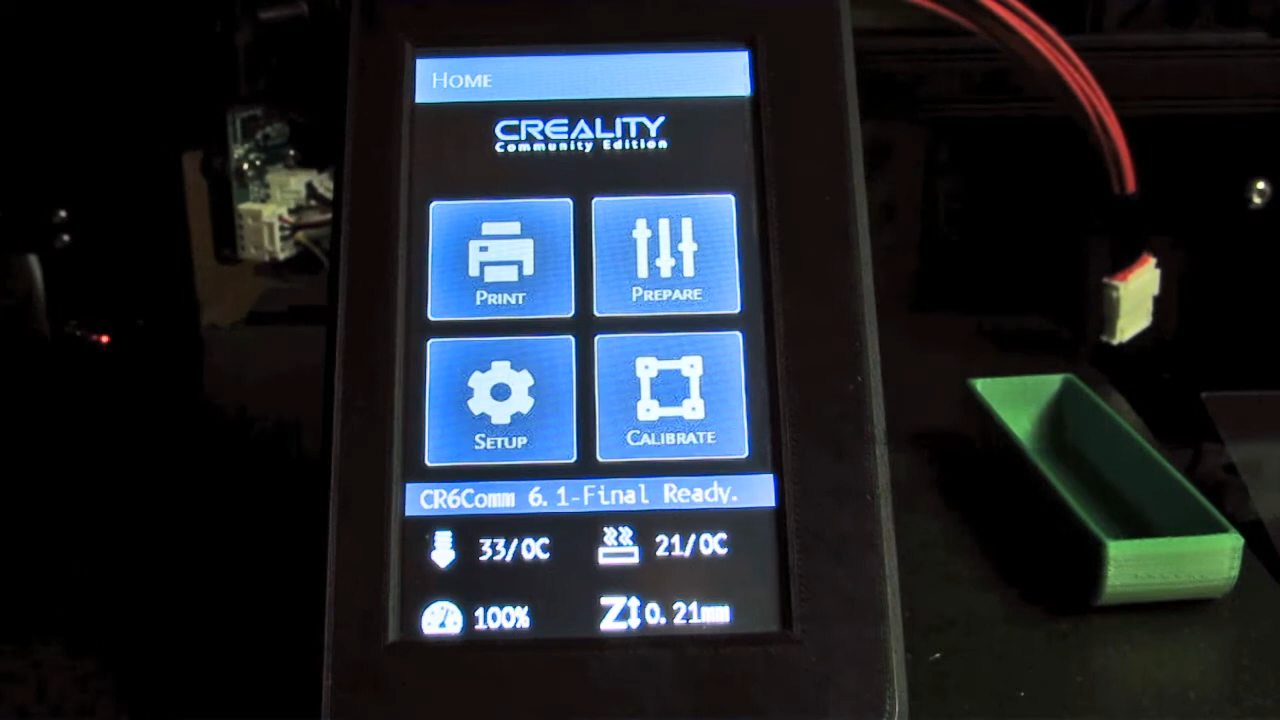 HOME
CREALITY
Community Edition
PRINT
PREPARE
SETUP
CALIBRATE
CR6Comm 6.1-Final Ready.
33/0C
21/0C
100%
Z 0.21mm